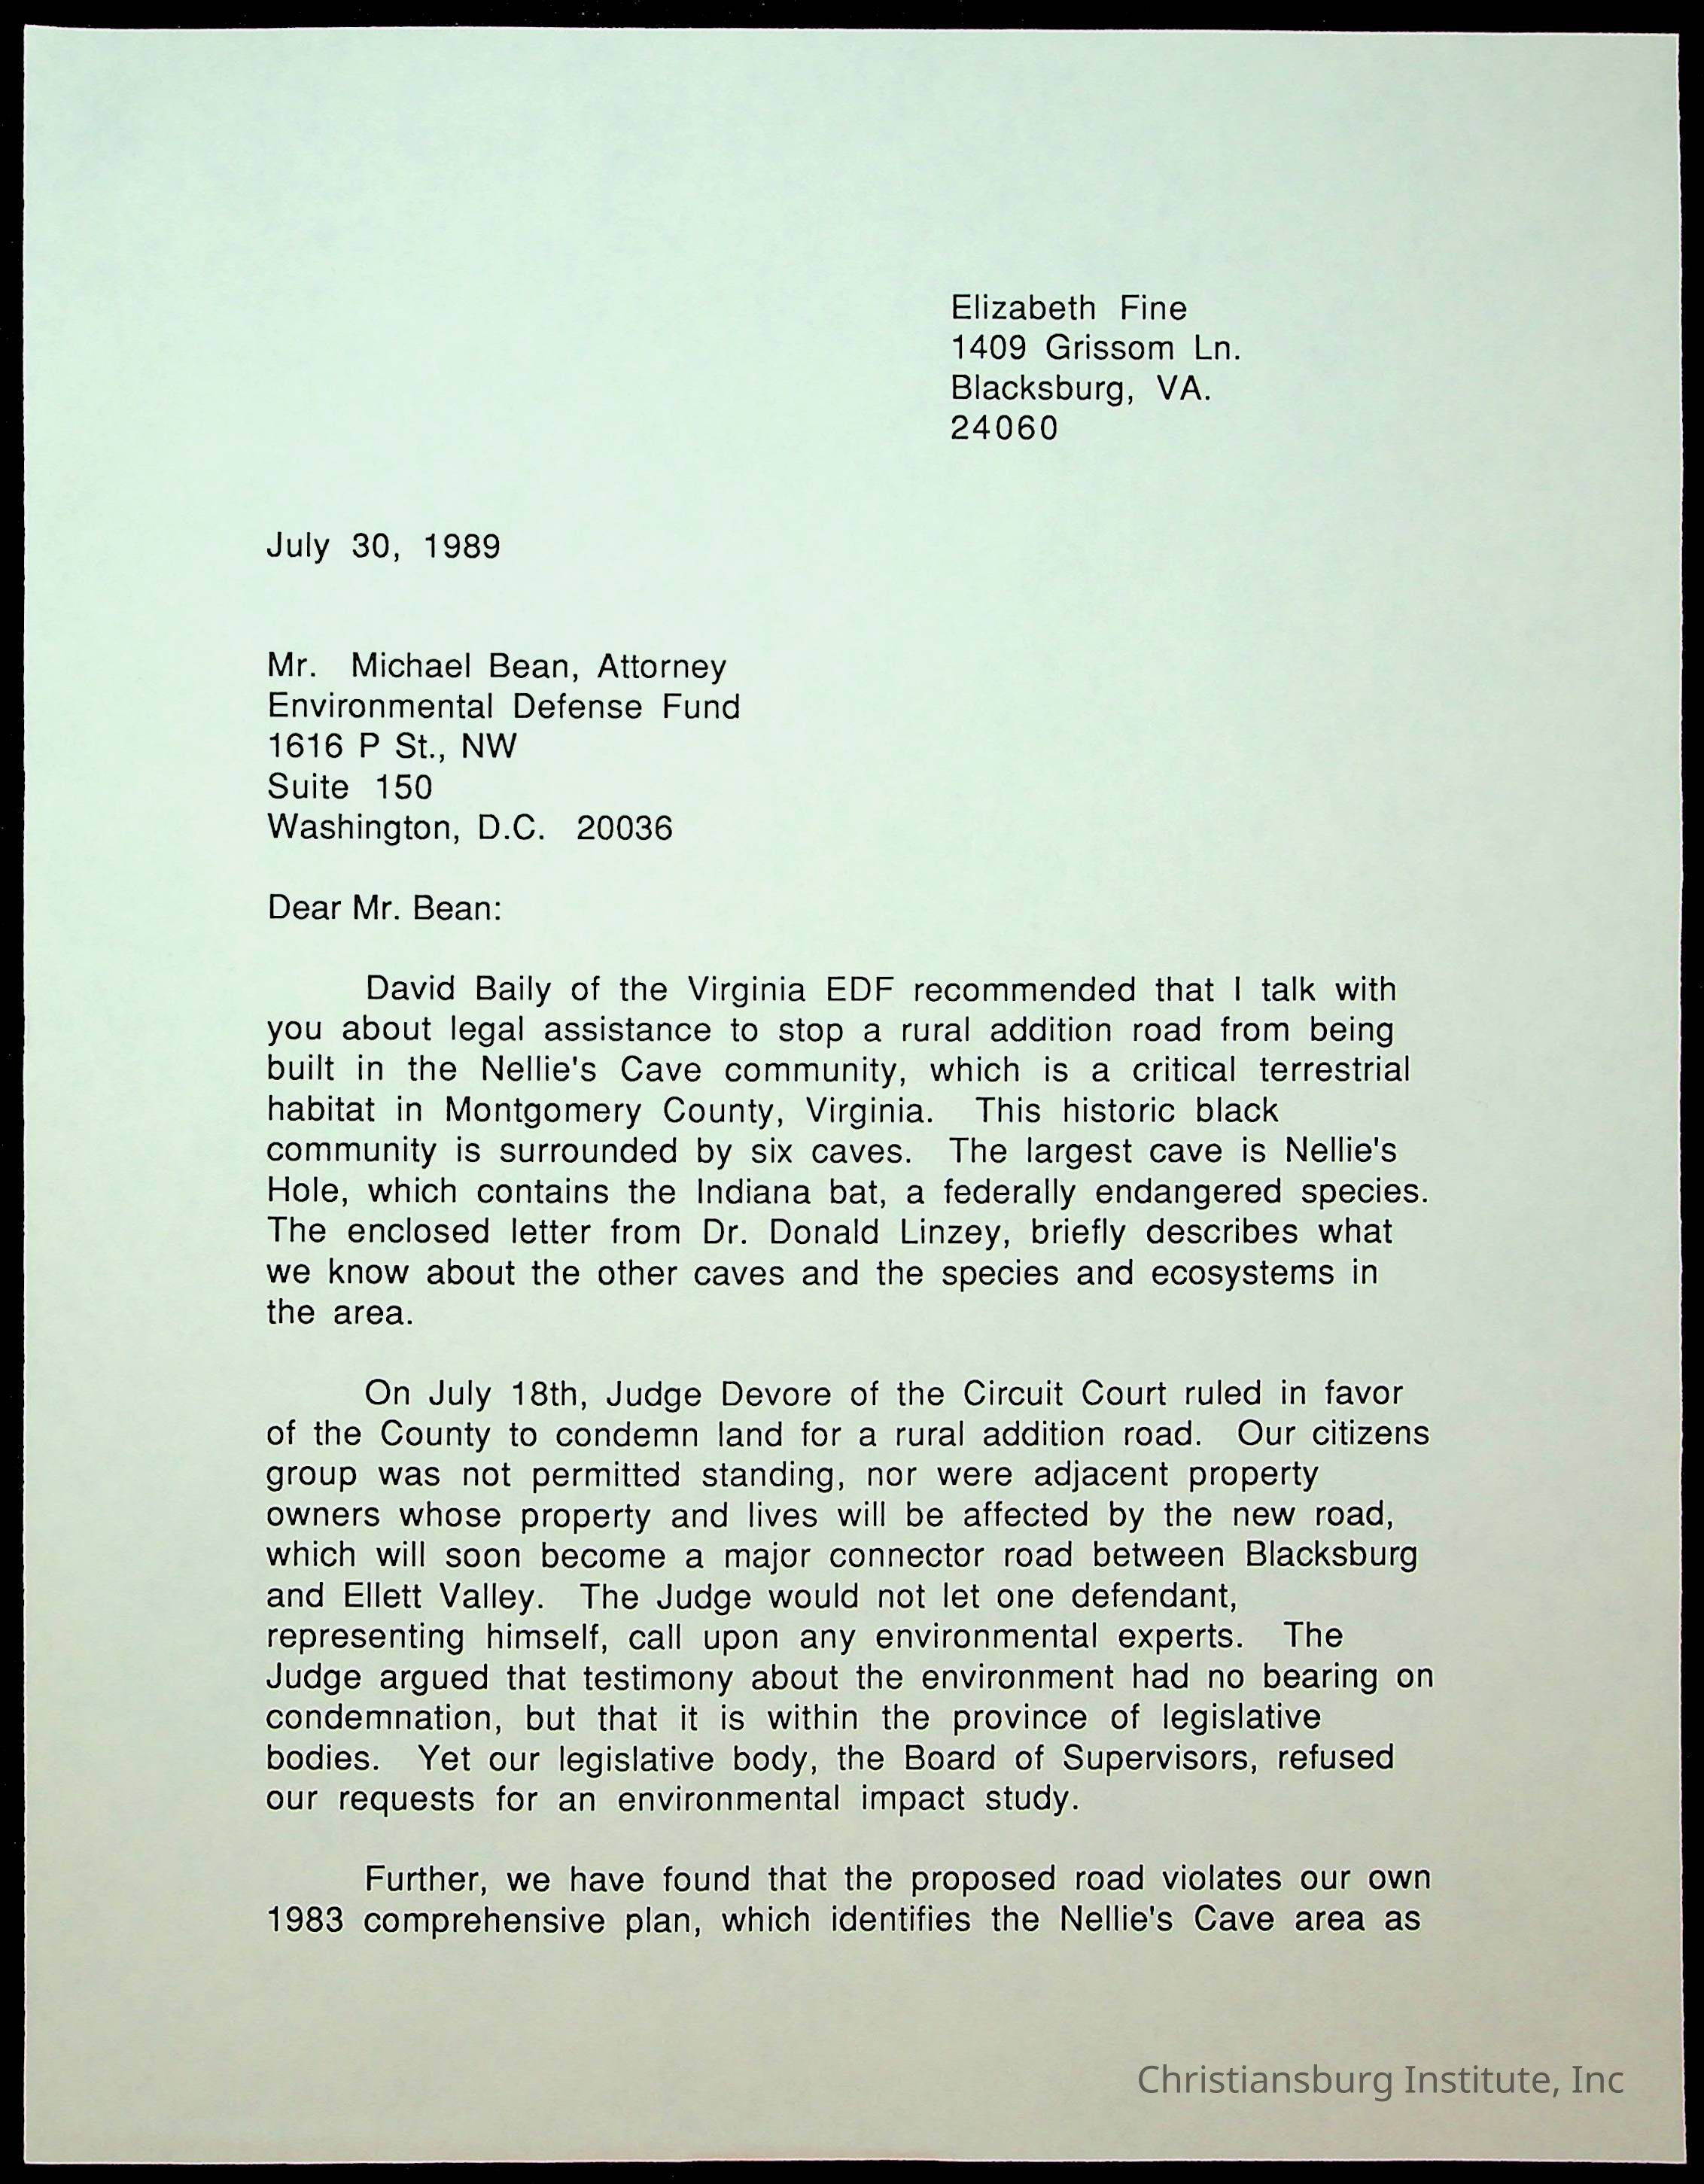 Elizabeth Fine
1409 Grissom Ln.
Blacksburg, VA.
24060
July 30, 1989
Mr. Michael Bean, Attorney
Environmental Defense Fund
1616 P St., NW
Suite 150
Washington, D.C. 20036
Dear Mr. Bean:
David Baily of the Virginia EDF recommended that I talk with
you about legal assistance to stop a rural addition road from being
built in the Nellie's Cave community, which is a critical terrestrial
habitat in Montgomery County, Virginia. This historic black
community is surrounded by six caves. The largest cave is Nellie's
Hole, which contains the Indiana bat, a federally endangered species.
The enclosed letter from Dr. Donald Linzey, briefly describes what
we know about the other caves and the species and ecosystems in
the area.
On July 18th, Judge Devore of the Circuit Court ruled in favor
of the County to condemn land for a rural addition road. Our citizens
group was not permitted standing, nor were adjacent property
owners whose property and lives will be affected by the new road,
which will soon become a major connector road between Blacksburg
and Ellett Valley. The Judge would not let one defendant,
representing himself, call upon any environmental experts. The
Judge argued that testimony about the environment had no bearing on
condemnation, but that it is within the province of legislative
bodies. Yet our legislative body, the Board of Supervisors, refused
our requests for an environmental impact study.
Further, we have found that the proposed road violates our own
1983 comprehensive plan, which identifies the Nellie's Cave area as
Christiansburg Institute, Inc